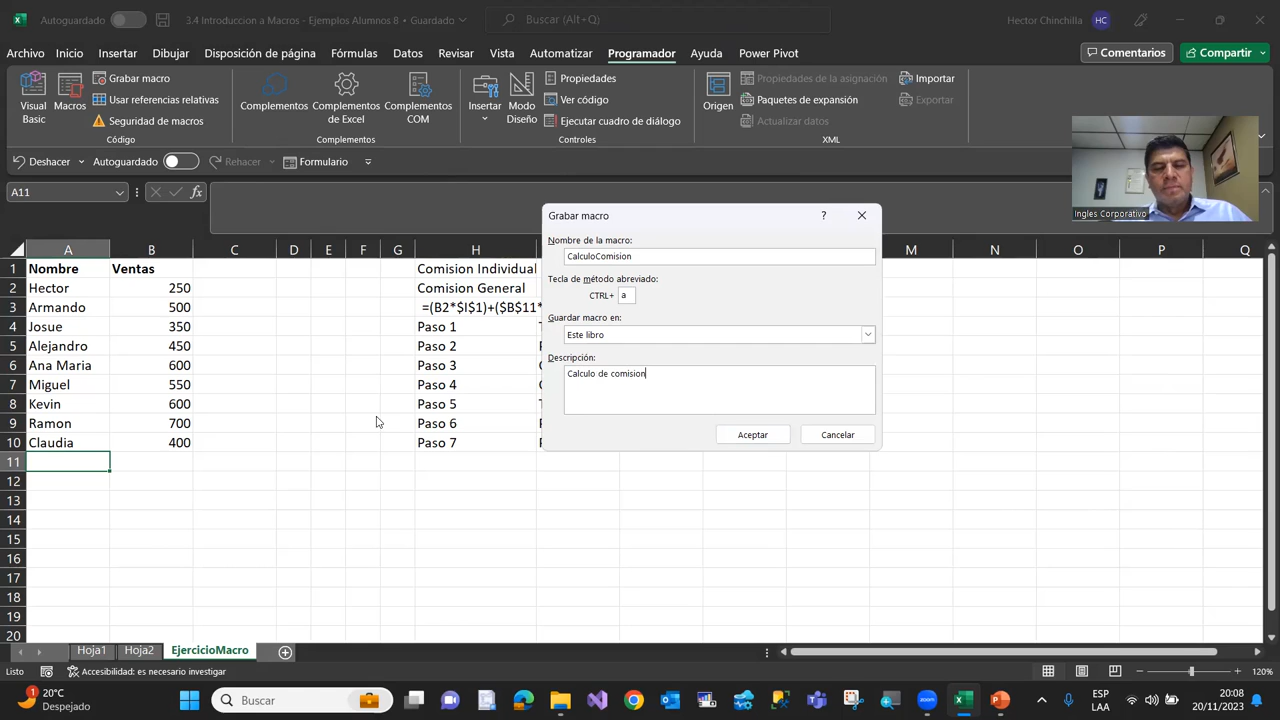 Autoguardado
3.4 Introduccion a Macros - Ejemplos Alumnos 8 • Guardado
Buscar (Alt+Q)
Hector Chinchilla
HC
Archivo Inicio Insertar Dibujar Disposición de página Fórmulas Datos Revisar Vista Automatizar Programador Ayuda Power Pivot
Comentarios
Compartir
Visual Basic
Macros
Grabar macro
Usar referencias relativas
Seguridad de macros
Código
Complementos
Complementos de Excel
Complementos COM
Complementos
Insertar
Modo Diseño
Propiedades
Ver código
Ejecutar cuadro de diálogo
Controles
Origen
Propiedades de la asignación
Paquetes de expansión
Actualizar datos
Importar
Exportar
XML
Deshacer
Autoguardado
Rehacer
Formulario
Ingles Corporativo
A11
fx
A B C D E F G H M N O P Q
1 Nombre Ventas Comision Individual
2 Hector 250 Comision General
3 Armando 500 =(B2*$I$1)+($B$11*
4 Josue 350 Paso 1
5 Alejandro 450 Paso 2
6 Ana Maria 600 Paso 3
7 Miguel 550 Paso 4
8 Kevin 600 Paso 5
9 Ramon 700 Paso 6
10 Claudia 400 Paso 7
11
12
13
14
15
16
17
18
19
20
Grabar macro
?
Nombre de la macro:
CalculoComision
Tecla de método abreviado:
CTRL+ a
Guardar macro en:
Este libro
Descripción:
Calculo de comision
Aceptar
Cancelar
Hoja1 Hoja2 EjercicioMacro
Listo
Accesibilidad: es necesario investigar
120%
20°C
Despejado
Buscar
ESP
LAA
20:08
20/11/2023